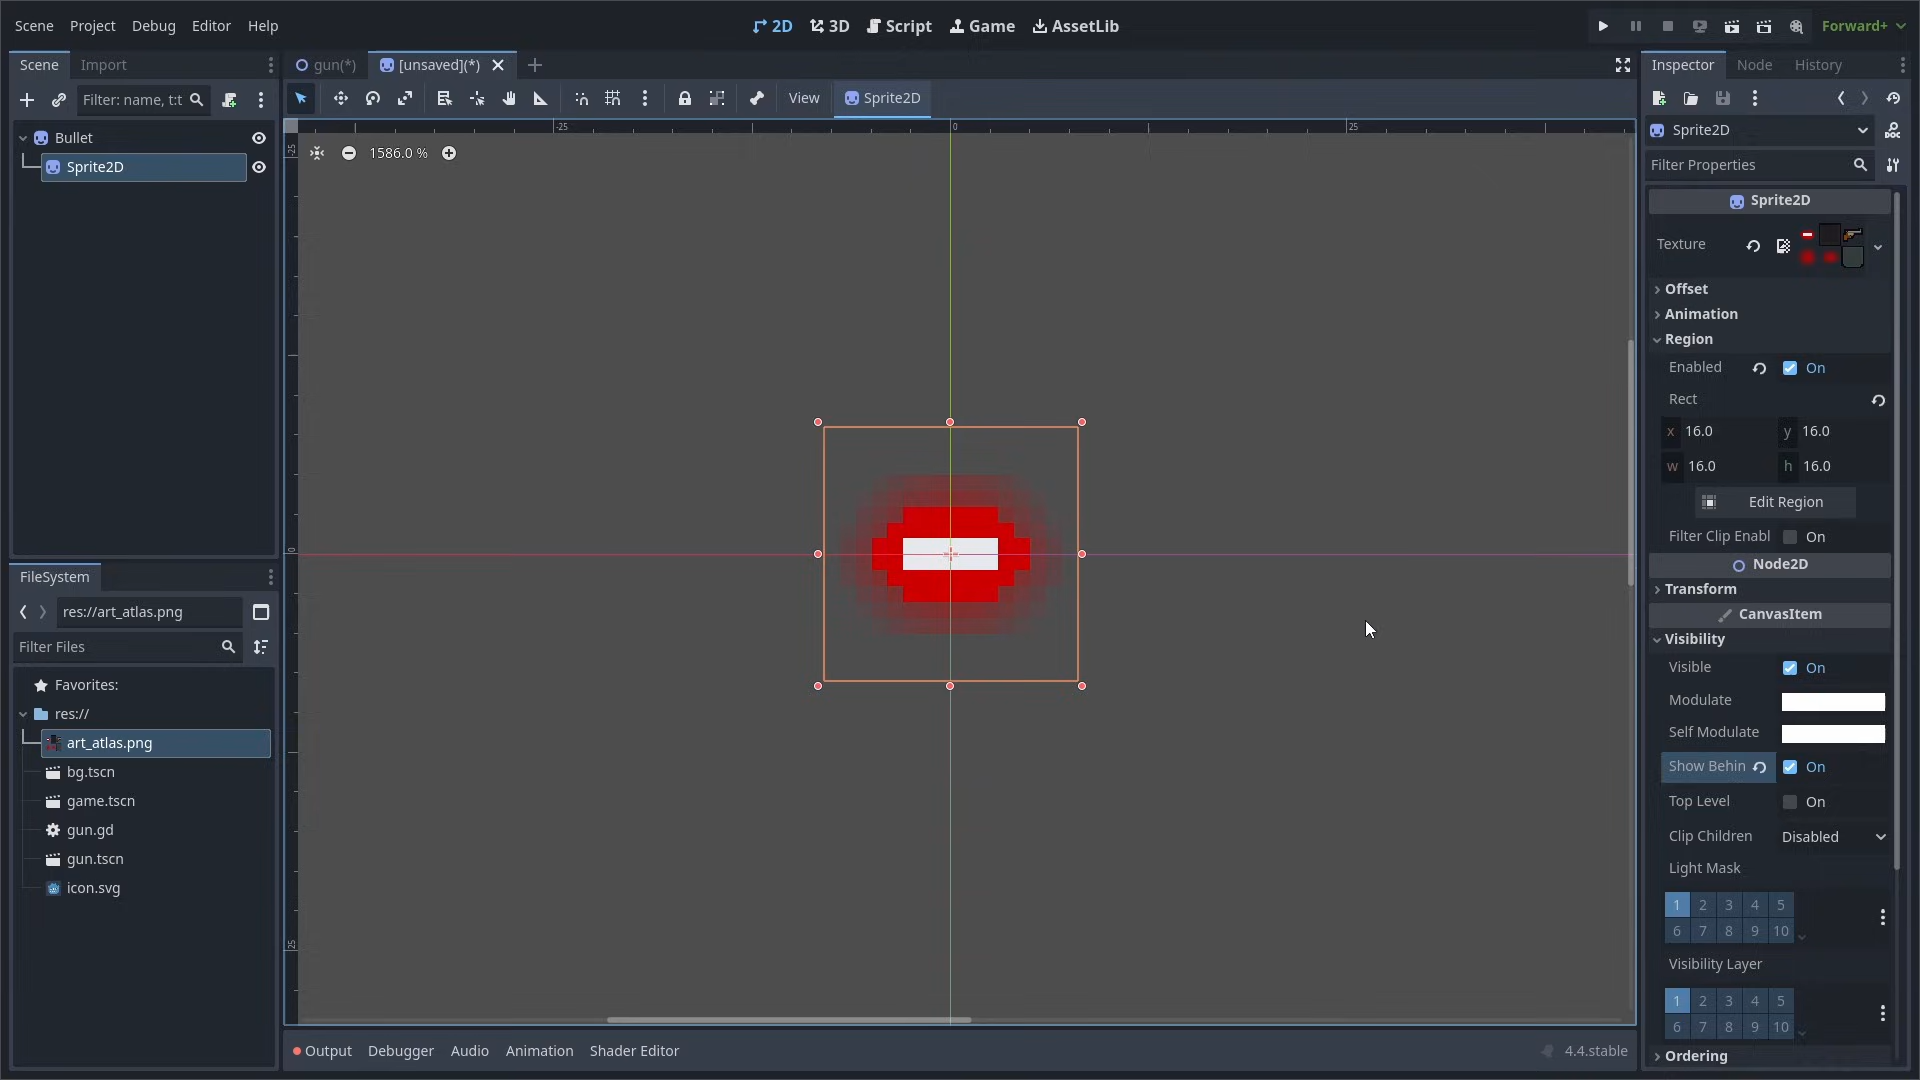 Scene Project Debug Editor Help
2D 3D Script Game AssetLib
Forward+
Scene Import
Filter: name, t:t
Bullet
Sprite2D
FileSystem
res://art_atlas.png
Filter Files
Favorites:
res://
art_atlas.png
bg.tscn
game.tscn
gun.gd
gun.tscn
icon.svg
gun(*) [unsaved](*)
View Sprite2D
-25 0 25
-25
0
25
1586.0 %
Output Debugger Audio Animation Shader Editor
4.4.stable
Inspector Node History
Sprite2D
Filter Properties
Sprite2D
Texture
Offset
Animation
Region
Enabled On
Rect
x 16.0 y 16.0
w 16.0 h 16.0
Edit Region
Filter Clip Enabl On
Node2D
Transform
CanvasItem
Visibility
Visible On
Modulate
Self Modulate
Show Behin On
Top Level On
Clip Children Disabled
Light Mask
1 2 3 4 5
6 7 8 9 10
Visibility Layer
1 2 3 4 5
6 7 8 9 10
Ordering